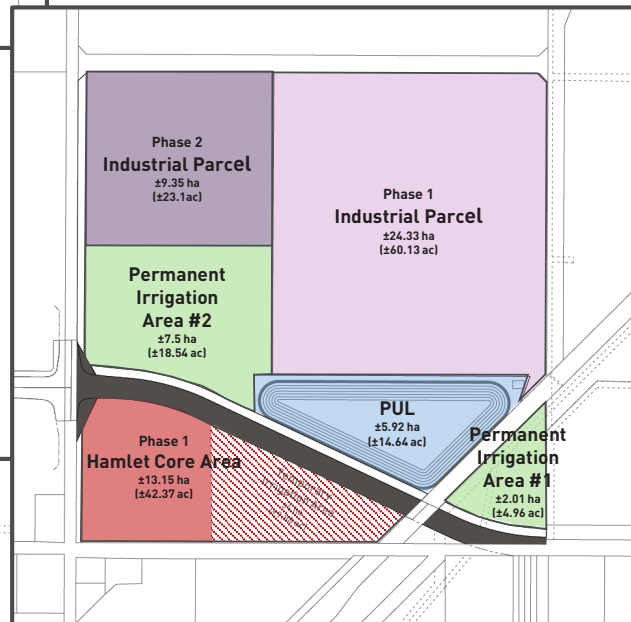 Phase 2
Industrial Parcel
±9.35 ha
(±23.1ac)
Phase 1
Industrial Parcel
±24.33 ha
(±60.13 ac)
Permanent
Irrigation
Area #2
±7.5 ha
(±18.54 ac)
PUL
±5.92 ha
(±14.64 ac)
Permanent
Irrigation
Area #1
±2.01 ha
(±4.96 ac)
Phase 1
Hamlet Core Area
±13.15 ha
(±42.37 ac)
Temporary
Irrigation Area